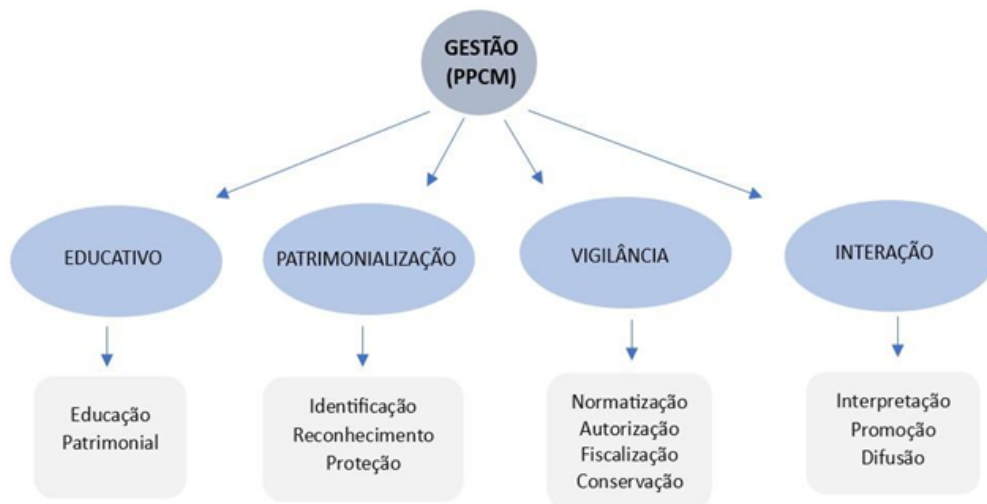 GESTÃO
(PPCM)
EDUCATIVO
PATRIMONIALIZAÇÃO
VIGILÂNCIA
INTERAÇÃO
Educação
Patrimonial
Identificação
Reconhecimento
Proteção
Normatização
Autorização
Fiscalização
Conservação
Interpretação
Promoção
Difusão